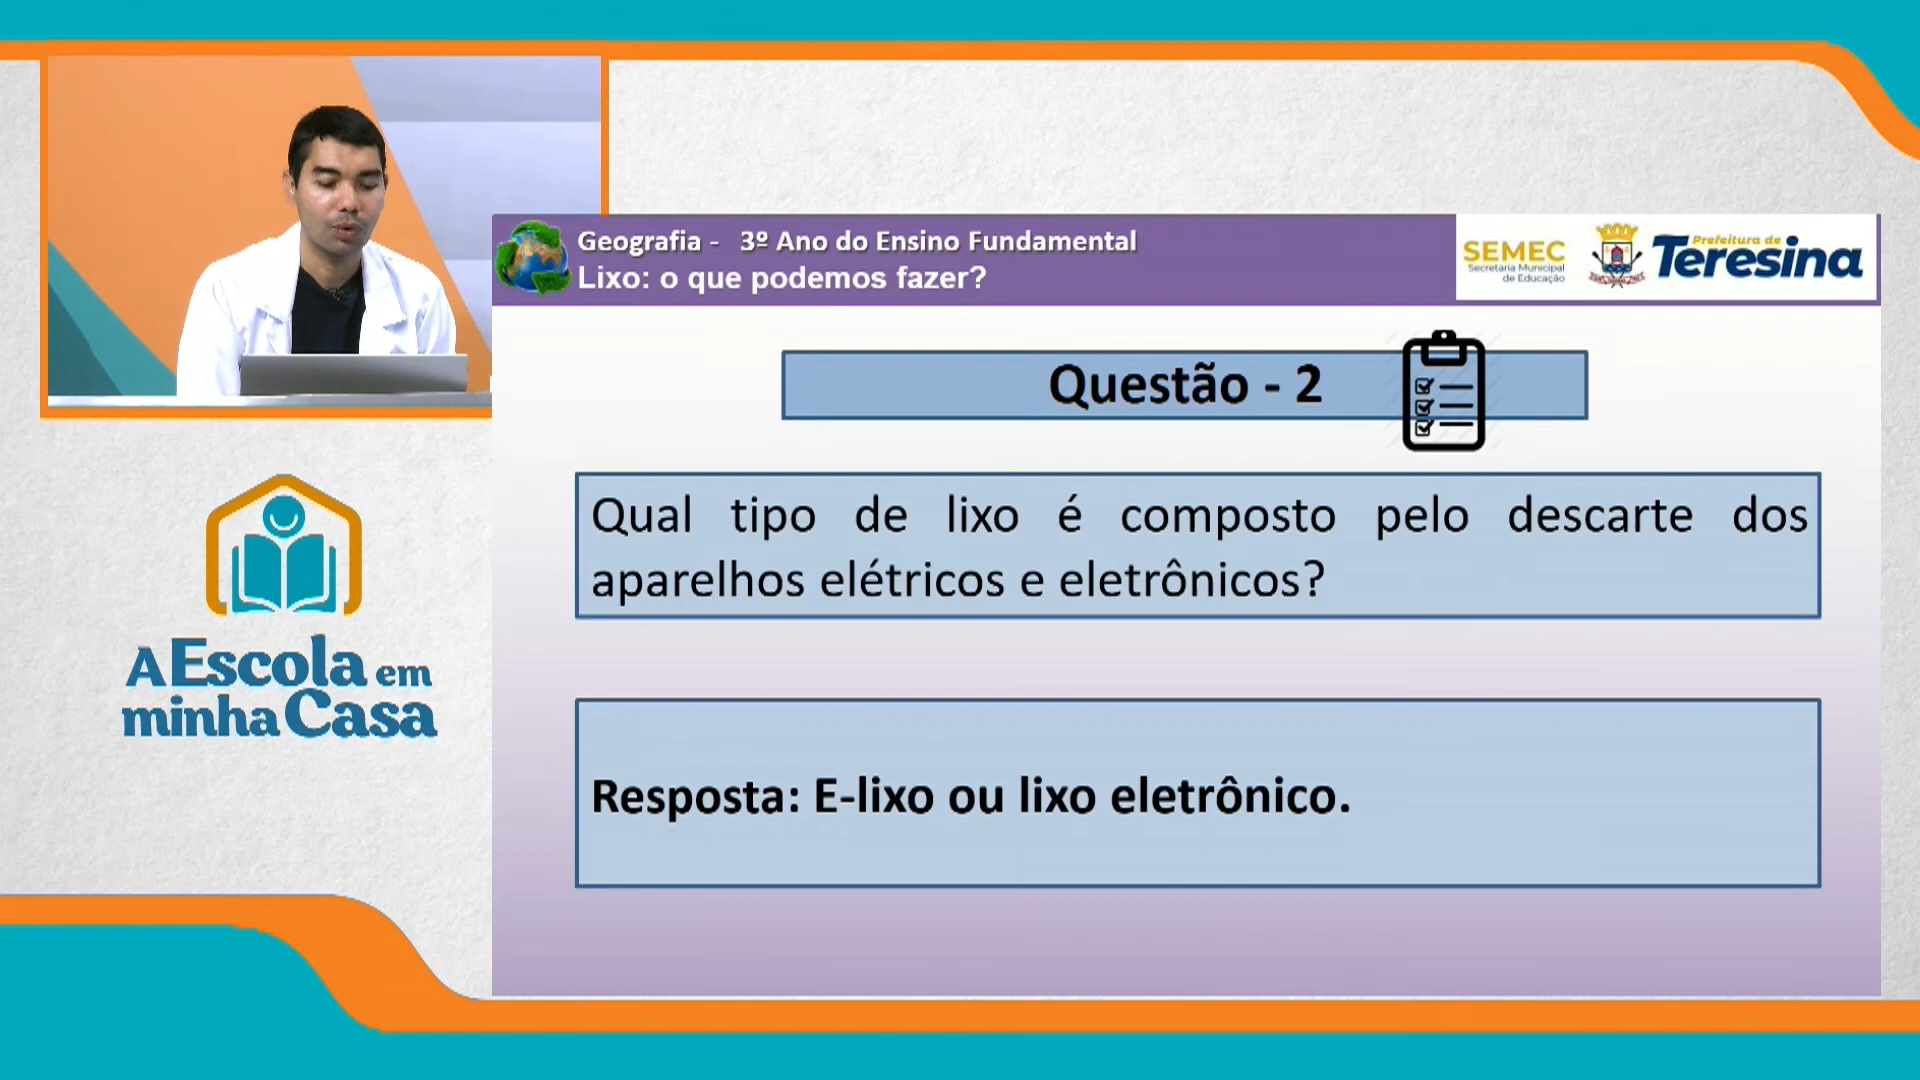 Geografia - 3º Ano do Ensino Fundamental
Lixo: o que podemos fazer?
SEMEC
Secretaria Municipal
de Educação
Prefeitura de
Teresina
Questão - 2
Qual tipo de lixo é composto pelo descarte dos
aparelhos elétricos e eletrônicos?
Resposta: E-lixo ou lixo eletrônico.
A Escola em
minha Casa